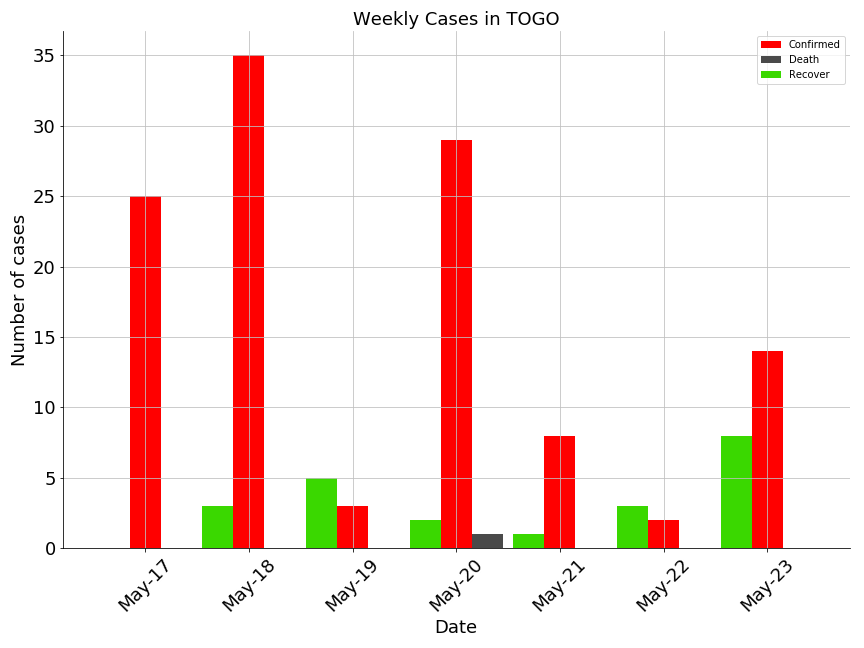 Weekly Cases in TOGO
Confirmed
Death
Recover
Number of cases
35
30
25
20
15
10
5
0
May-17
May-18
May-19
May-20
May-21
May-22
May-23
Date